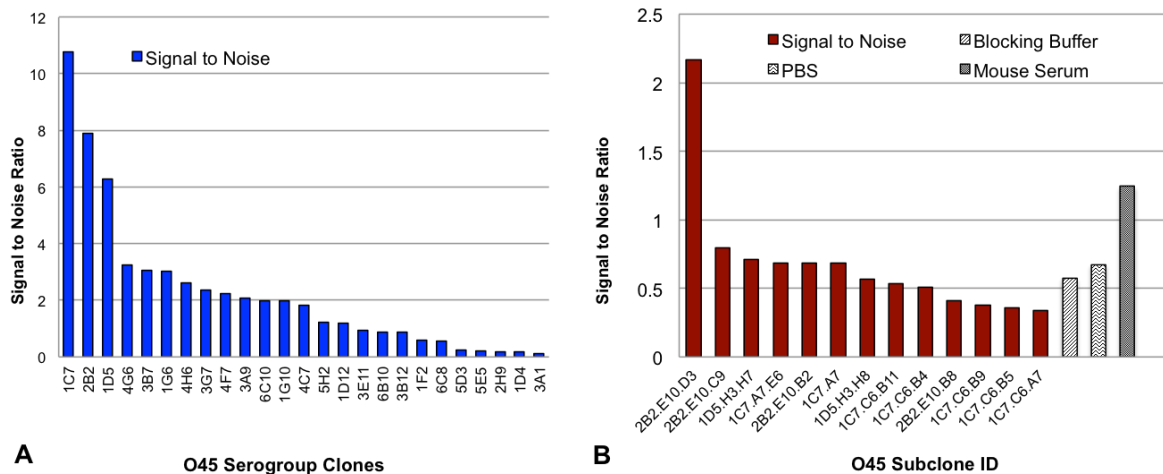 12
10
8
6
4
2
0
Signal to Noise Ratio
Signal to Noise
1C7
2B2
1D5
4G6
3B7
1G6
4H6
3G7
4F7
3A9
6C10
1G10
4C7
5H2
1D12
3E11
6B10
3B12
1F2
6C8
5D3
5E5
2H9
1D4
3A1
A
O45 Serogroup Clones
2.5
2
1.5
1
0.5
0
Signal to Noise Ratio
Signal to Noise
Blocking Buffer
PBS
Mouse Serum
2B2.E10.D3
2B2.E10.C9
1D5.H3.H7
1C7.A7.E6
2B2.E10.B2
1C7.A7
1D5.H3.H8
1C7.C6.B11
1C7.C6.B4
2B2.E10.B8
1C7.C6.B9
1C7.C6.B5
1C7.C6.A7
B
O45 Subclone ID